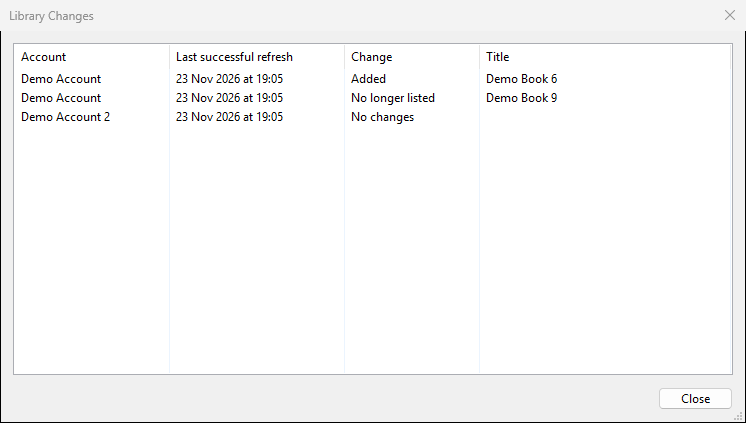 Library Changes
Account Last successful refresh Change Title
Demo Account 23 Nov 2026 at 19:05 Added Demo Book 6
Demo Account 23 Nov 2026 at 19:05 No longer listed Demo Book 9
Demo Account 2 23 Nov 2026 at 19:05 No changes
Close